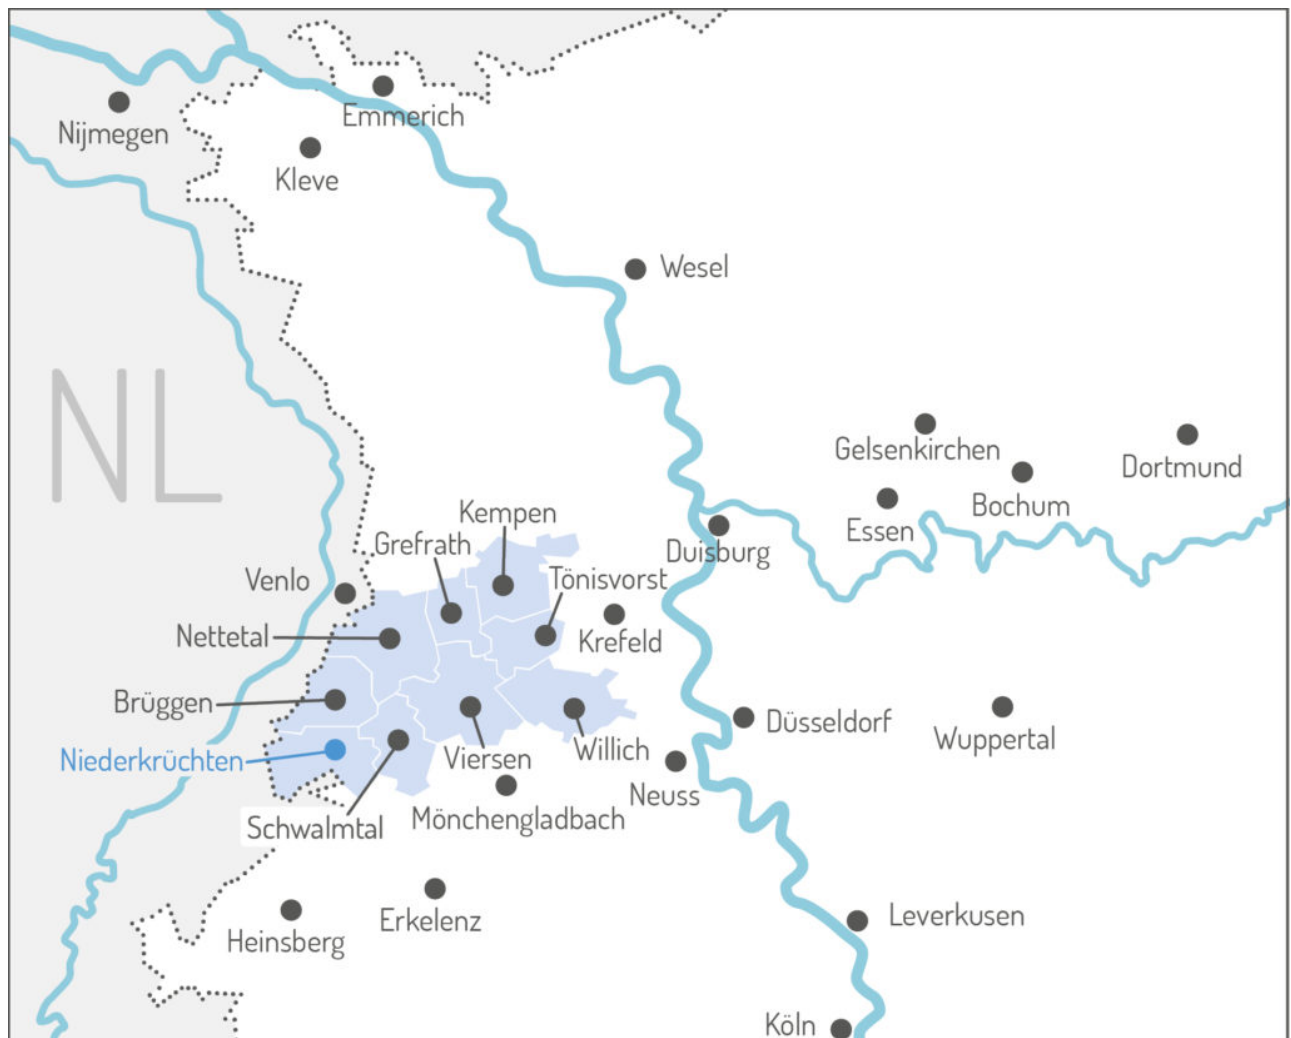 Emmerich
Nijmegen
Kleve
Wesel
NL
Gelsenkirchen
Dortmund
Bochum
Kempen
Essen
Grefrath
Duisburg
Venlo
Tönisvorst
Nettetal
Krefeld
Brüggen
Düsseldorf
Wuppertal
Niederkrüchten
Viersen
Willich
Neuss
Schwalmtal
Mönchengladbach
Leverkusen
Erkelenz
Heinsberg
Köln